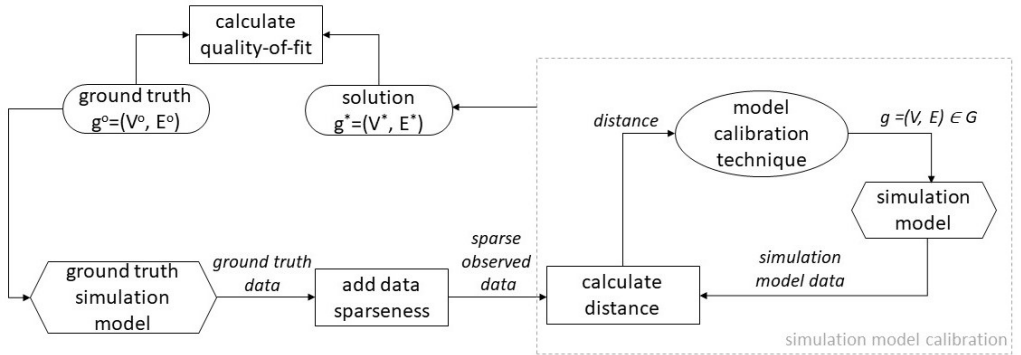 calculate
quality-of-fit
ground truth
gᵒ=(Vᵒ, Eᵒ)
solution
g*=(V*, E*)
distance
model
calibration
technique
g =(V, E) ∈ G
simulation
model
ground truth
simulation
model
ground truth
data
add data
sparseness
sparse
observed
data
calculate
distance
simulation
model data
simulation model calibration